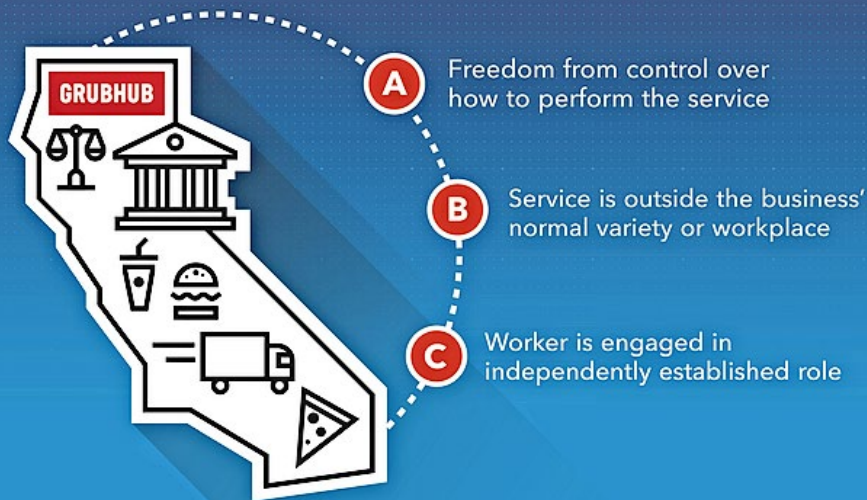 GRUBHUB
A
Freedom from control over
how to perform the service
B
Service is outside the business'
normal variety or workplace
C
Worker is engaged in
independently established role